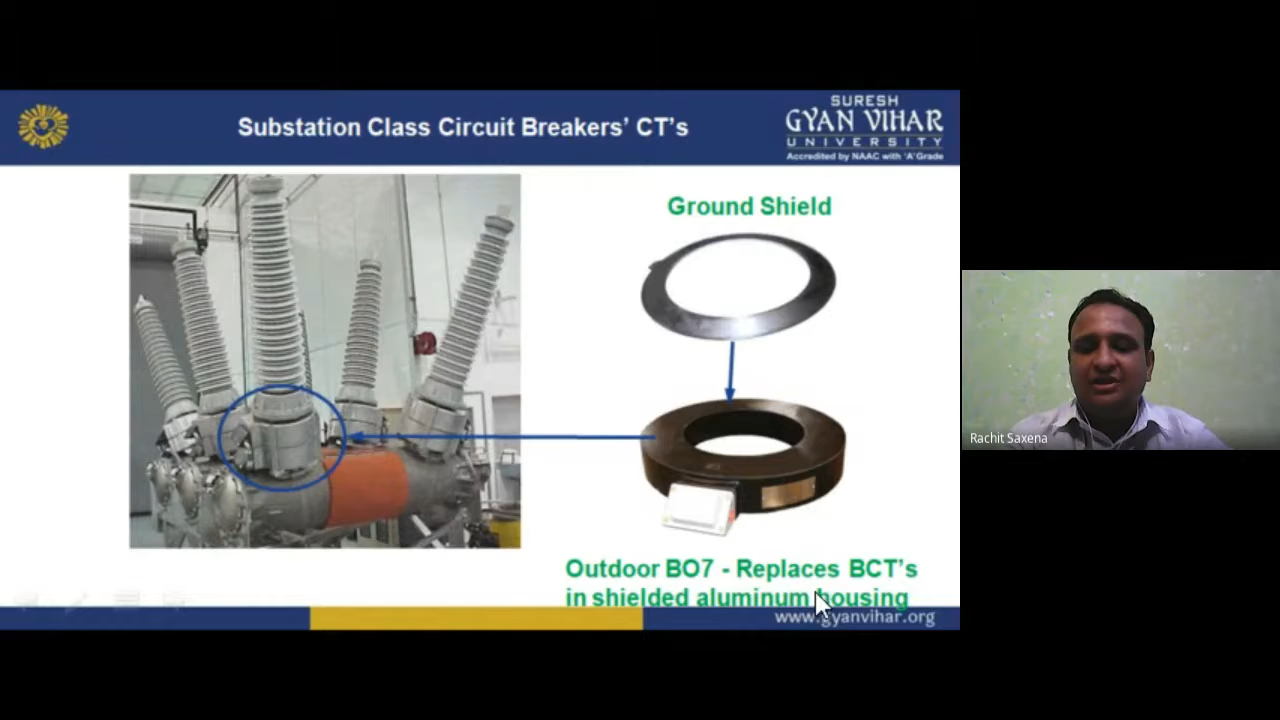 Substation Class Circuit Breakers' CT's
SURESH
GYAN VIHAR
UNIVERSITY
Accredited by NAAC with 'A' Grade
Ground Shield
Rachit Saxena
Outdoor BO7 - Replaces BCT's
in shielded aluminum housing
www.gyanvihar.org